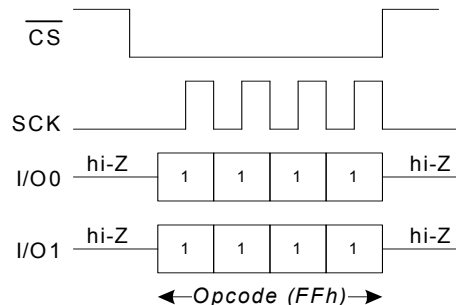 CS
SCK
hi-Z hi-Z
I/O0 1 1 1 1
hi-Z hi-Z
I/O1 1 1 1 1
Opcode (FFh)